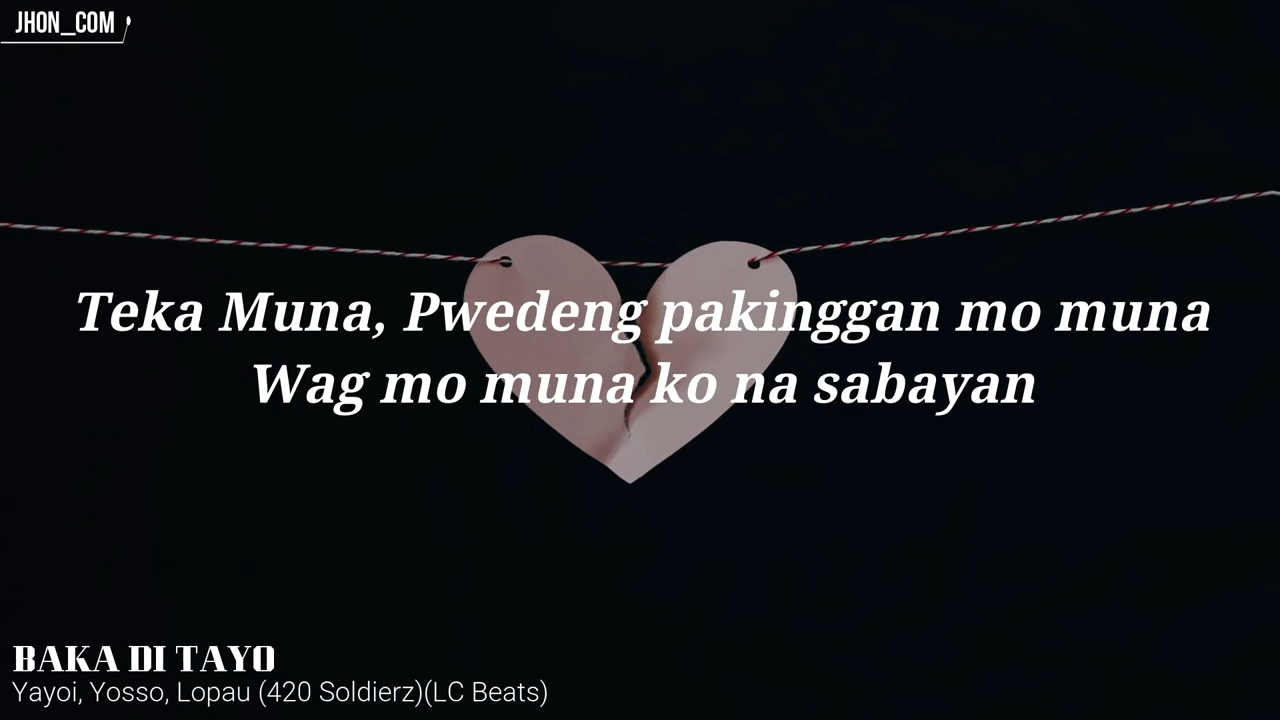 JHON_COM
Teka Muna, Pwedeng pakinggan mo muna
Wag mo muna ko na sabayan
BAKA DI TAYO
Yayoi, Yosso, Lopau (420 Soldierz)(LC Beats)